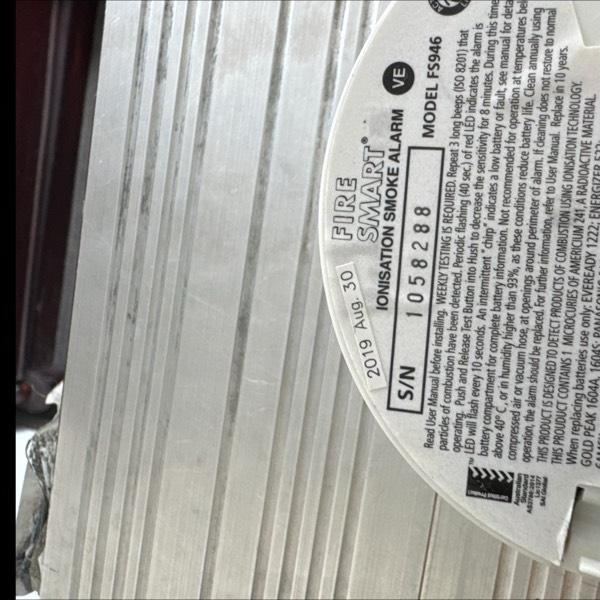 2019 Aug. 30
FIRE
SMART®
IONISATION SMOKE ALARM
VE
S/N 1058288
MODEL FS946
Read User Manual before installing. WEEKLY TESTING IS REQUIRED. Repeat 3 long beeps (ISO 8201) that
particles of combustion have been detected. Periodic flashing (40 sec.) of red LED indicates the alarm is
operating. Push and Release Test Button into Hush to decrease the sensitivity for 8 minutes. During this time
LED will flash every 10 seconds. An intermittent "chirp" indicates a low battery or fault, see manual for
battery compartment for complete battery information. Not recommended for operation at temperatures
above 40° C, or in humidity higher than 93%, as these conditions reduce battery life. Clean annually using
compressed air or vacuum hose, at openings around perimeter of alarm. If cleaning does not restore to normal
operation, the alarm should be replaced. For further information, refer to User Manual. Replace in 10 years.
THIS PRODUCT IS DESIGNED TO DETECT PRODUCTS OF COMBUSTION USING IONISATION TECHNOLOGY.
THIS PROUDUCT CONTAINS 1 MICROCURIES OF AMERICIUM 241, A RADIOACTIVE MATERIAL
When replacing batteries use only: EVEREADY 1222; ENERGIZER
GOLD PEAK 1604A, 1604S;
Australian
Standard
AS3786:2014
SAI Global